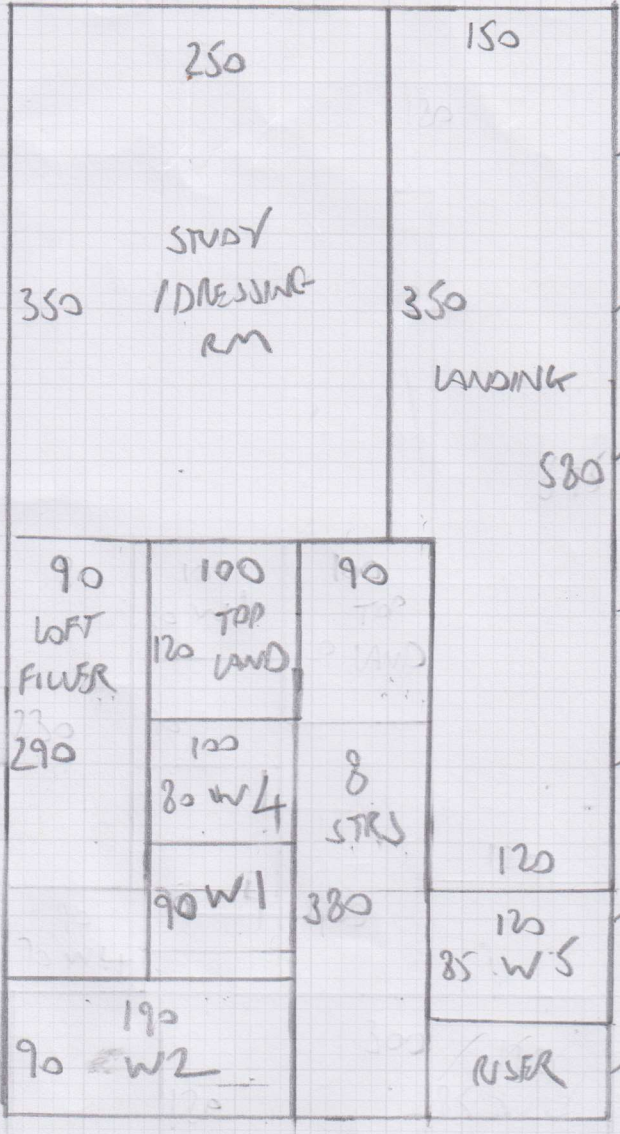 250
150
STUDY
/DRESSING
RM
350
350
LANDING
580
90
100
90
LOFT
FILLER
TOP
LAND
120
290
100
80 W4
8
STRS
120
90 W1
380
120
85 W5
190
90 W2
RISER